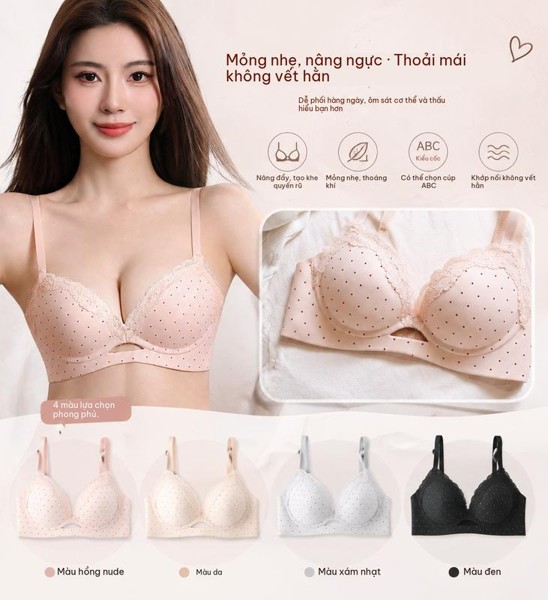 Mỏng nhẹ, nâng ngực · Thoải mái
không vết hằn
Dễ phối hàng ngày, ôm sát cơ thể và thấu
hiểu bạn hơn
ABC
Kiểu cốc
Nâng đẩy, tạo khe
quyến rũ
Mỏng nhẹ, thoáng
khí
Có thể chọn cúp
ABC
Khớp nối không vết
hằn
4 màu lựa chọn
phong phú.
Màu hồng nude
Màu da
Màu xám nhạt
Màu đen